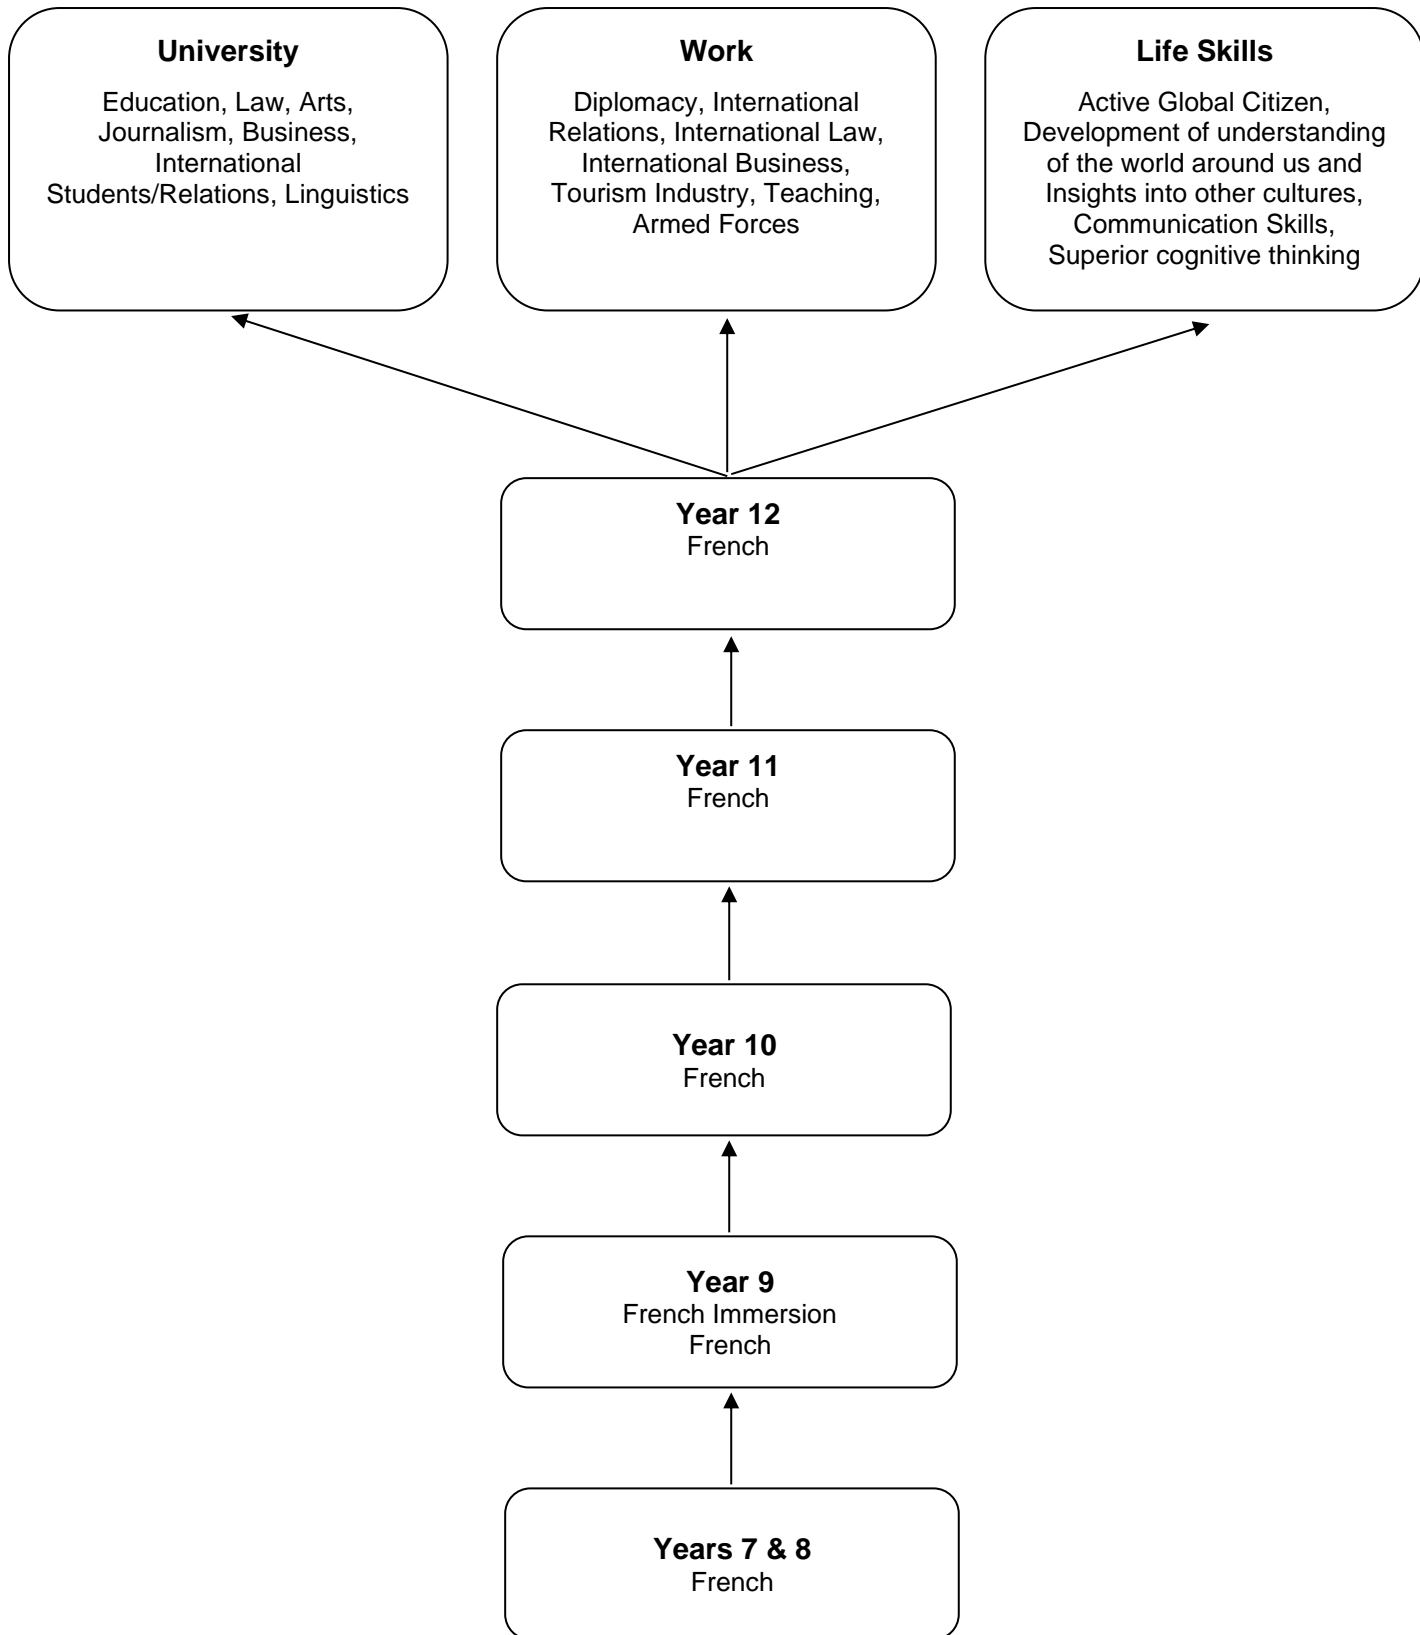 University
Education, Law, Arts,
Journalism, Business,
International
Students/Relations, Linguistics
Work
Diplomacy, International
Relations, International Law,
International Business,
Tourism Industry, Teaching,
Armed Forces
Life Skills
Active Global Citizen,
Development of understanding
of the world around us and
Insights into other cultures,
Communication Skills,
Superior cognitive thinking
Year 12
French
Year 11
French
Year 10
French
Year 9
French Immersion
French
Years 7 & 8
French